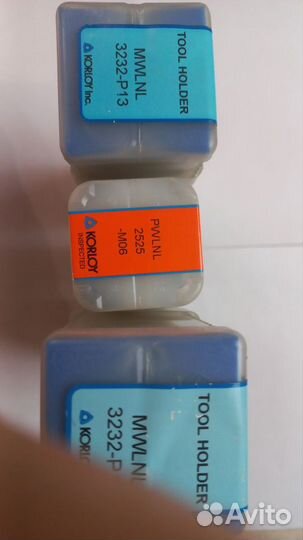 TOOL HOLDER
MWLNL
3232-P13
KORLOY Inc.
PWLNL
2525
-M06
KORLOY
INSPECTED
TOOL HOLDER
MWLNL
3232-P
KORLOY
Avito